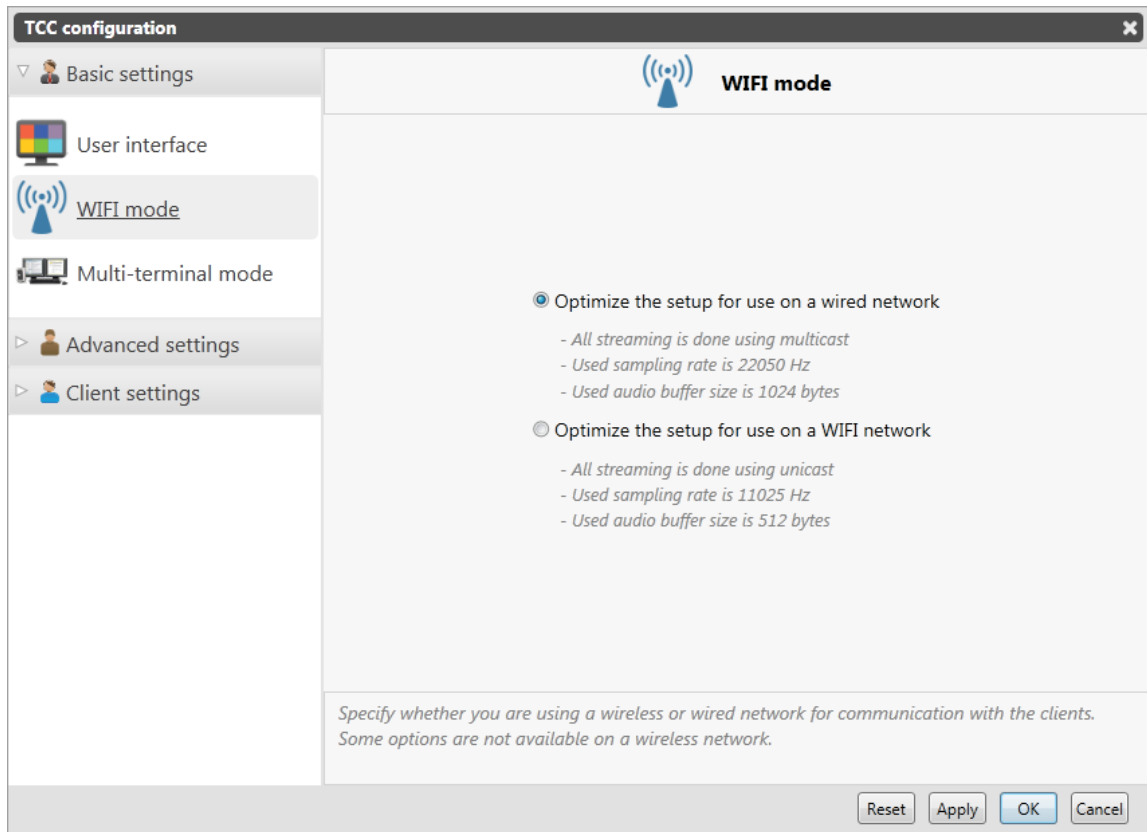 TCC configuration
Basic settings
User interface
WIFI mode
Multi-terminal mode
Advanced settings
Client settings
WIFI mode
Optimize the setup for use on a wired network
- All streaming is done using multicast
- Used sampling rate is 22050 Hz
- Used audio buffer size is 1024 bytes
Optimize the setup for use on a WIFI network
- All streaming is done using unicast
- Used sampling rate is 11025 Hz
- Used audio buffer size is 512 bytes
Specify whether you are using a wireless or wired network for communication with the clients.
Some options are not available on a wireless network.
Reset Apply OK Cancel